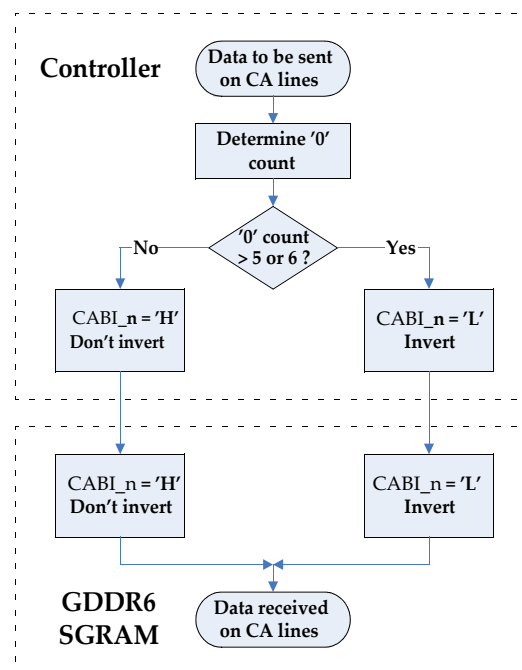 Controller
Data to be sent
on CA lines
Determine '0'
count
'0' count
> 5 or 6 ?
No
Yes
CABI_n = 'H'
Don't invert
CABI_n = 'L'
Invert
CABI_n = 'H'
Don't invert
CABI_n = 'L'
Invert
GDDR6
SGRAM
Data received
on CA lines